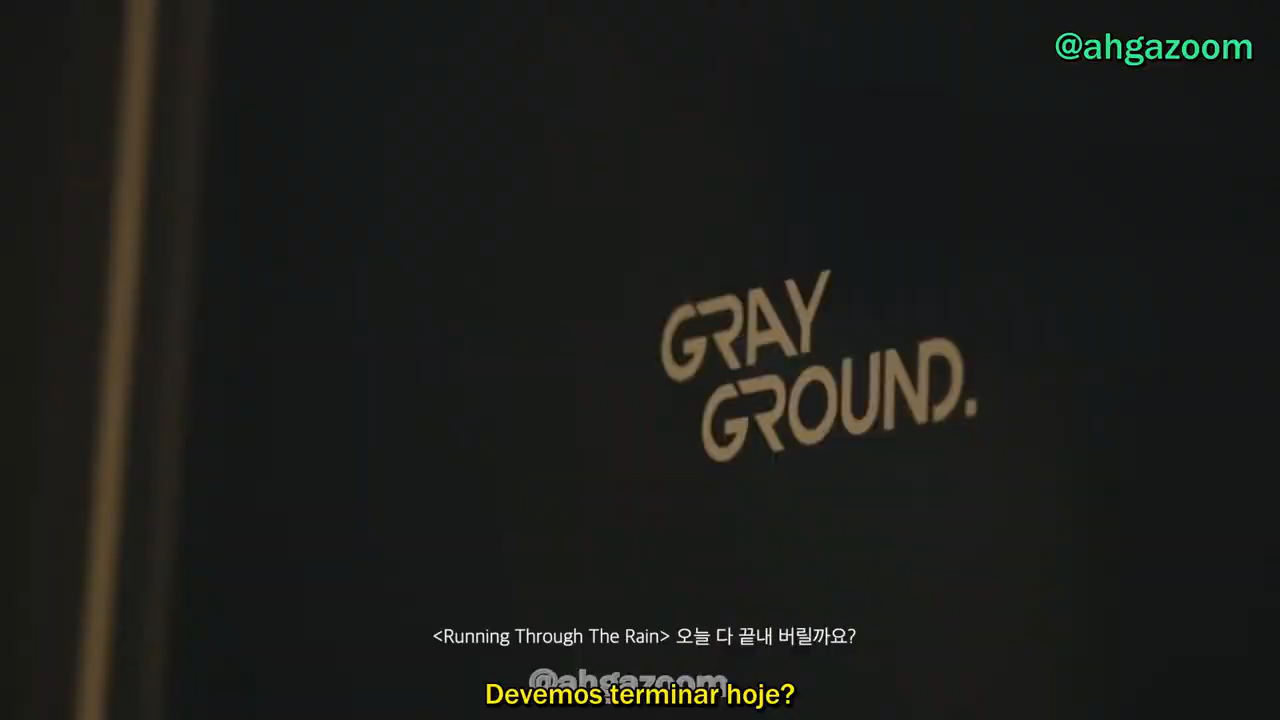 @ahgazoom
GRAY
GROUND.
<Running Through The Rain> 오늘 다 끝내 버릴까요?
@ahgazoom
Devemos terminar hoje?